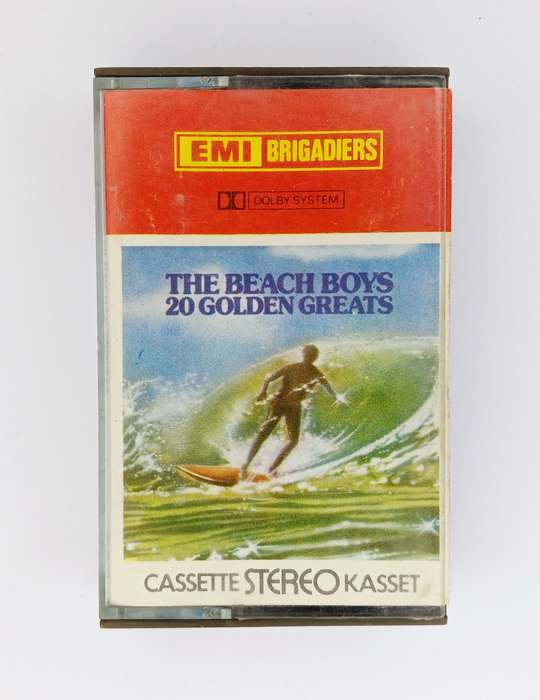 EMI BRIGADIERS
DOLBY SYSTEM
THE BEACH BOYS
20 GOLDEN GREATS
CASSETTE STEREO KASSET